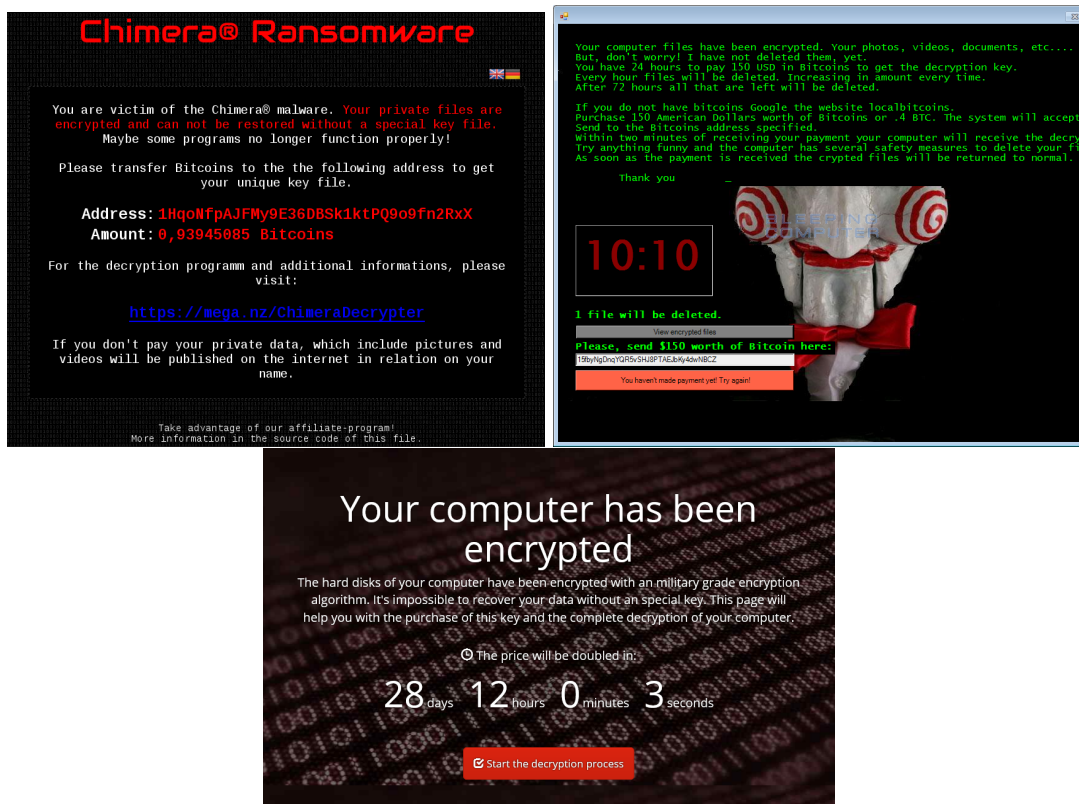 Chimera® Ransomware
You are victim of the Chimera® malware. Your private files are
encrypted and can not be restored without a special key file.
Maybe some programs no longer function properly!
Please transfer Bitcoins to the the following address to get
your unique key file.
Address: 1HqoNfpAJFMy9E36DBSk1ktPQ9o9fn2RxX
Amount: 0,93945085 Bitcoins
For the decryption programm and additional informations, please
visit:
https://mega.nz/ChimeraDecrypter
If you don't pay your private data, which include pictures and
videos will be published on the internet in relation on your
name.
Take advantage of our affiliate-program!
More information in the source code of this file.
Your computer files have been encrypted. Your photos, videos, documents, etc....
But, don't worry! I have not deleted them, yet.
You have 24 hours to pay 150 USD in Bitcoins to get the decryption key.
Every hour files will be deleted. Increasing in amount every time.
After 72 hours all that are left will be deleted.
If you do not have bitcoins Google the website localbitcoins.
Purchase 150 American Dollars worth of Bitcoins or .4 BTC. The system will accept
Send to the Bitcoins address specified.
Within two minutes of receiving your payment your computer will receive the decry
Try anything funny and the computer has several safety measures to delete your fi
As soon as the payment is received the crypted files will be returned to normal.
Thank you
BLEEPING
COMPUTER
10:10
1 file will be deleted.
View encrypted files
Please, send $150 worth of Bitcoin here:
15fbyNgDnqYQR5vSHJ8PTAEJbKy4dwNBCZ
You haven't made payment yet! Try again!
Your computer has been
encrypted
The hard disks of your computer have been encrypted with an military grade encryption
algorithm. It's impossible to recover your data without an special key. This page will
help you with the purchase of this key and the complete decryption of your computer.
The price will be doubled in:
28 days 12 hours 0 minutes 3 seconds
Start the decryption process